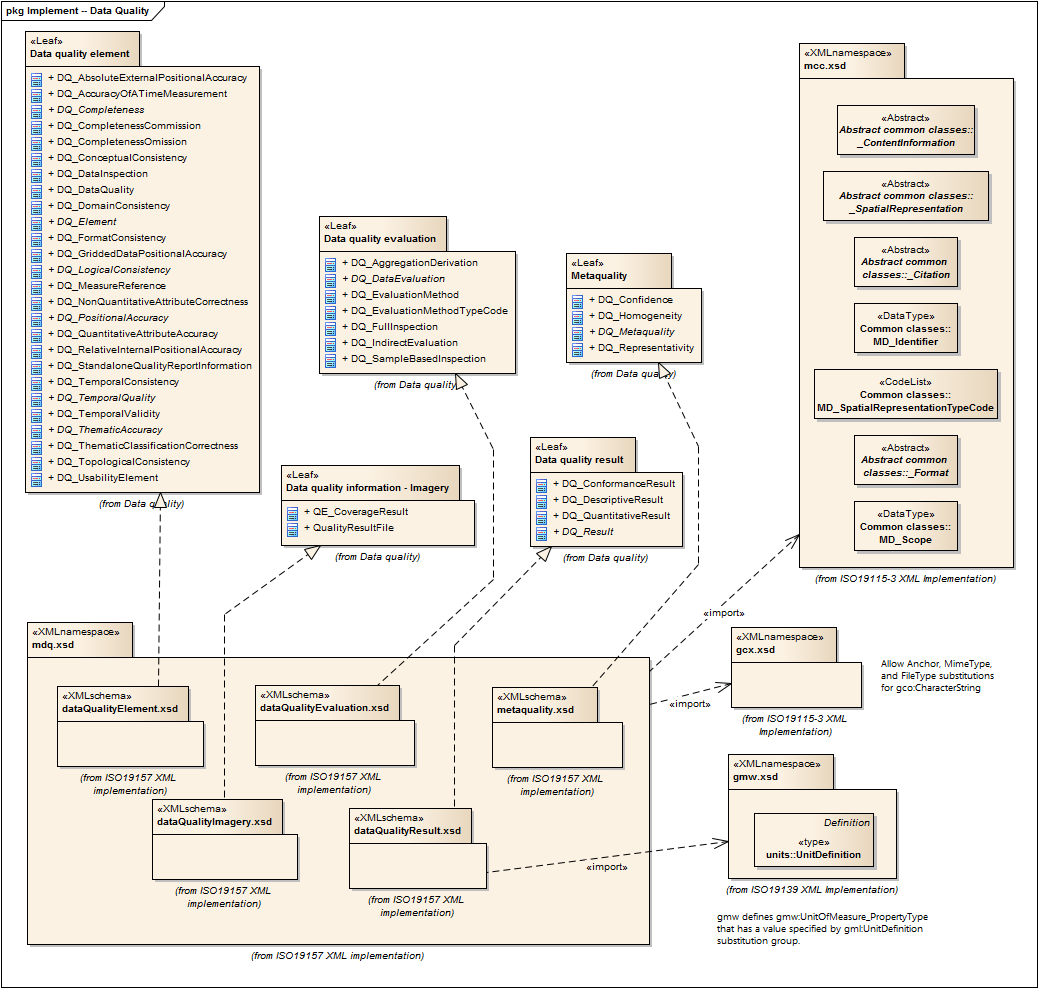 pkg Implement -- Data Quality
«Leaf»
Data quality element
+ DQ_AbsoluteExternalPositionalAccuracy
+ DQ_AccuracyOfATimeMeasurement
+ DQ_Completeness
+ DQ_CompletenessCommission
+ DQ_CompletenessOmission
+ DQ_ConceptualConsistency
+ DQ_DataInspection
+ DQ_DataQuality
+ DQ_DomainConsistency
+ DQ_Element
+ DQ_FormatConsistency
+ DQ_GriddedDataPositionalAccuracy
+ DQ_LogicalConsistency
+ DQ_MeasureReference
+ DQ_NonQuantitativeAttributeCorrectness
+ DQ_PositionalAccuracy
+ DQ_QuantitativeAttributeAccuracy
+ DQ_RelativeInternalPositionalAccuracy
+ DQ_StandaloneQualityReportInformation
+ DQ_TemporalConsistency
+ DQ_TemporalQuality
+ DQ_TemporalValidity
+ DQ_ThematicAccuracy
+ DQ_ThematicClassificationCorrectness
+ DQ_TopologicalConsistency
+ DQ_UsabilityElement
(from Data quality)
«Leaf»
Data quality evaluation
+ DQ_AggregationDerivation
+ DQ_DataEvaluation
+ DQ_EvaluationMethod
+ DQ_EvaluationMethodTypeCode
+ DQ_FullInspection
+ DQ_IndirectEvaluation
+ DQ_SampleBasedInspection
(from Data quality)
«Leaf»
Metaquality
+ DQ_Confidence
+ DQ_Homogeneity
+ DQ_Metaquality
+ DQ_Representativity
(from Data quality)
«Leaf»
Data quality information - Imagery
+ QE_CoverageResult
+ QualityResultFile
(from Data quality)
«Leaf»
Data quality result
+ DQ_ConformanceResult
+ DQ_DescriptiveResult
+ DQ_QuantitativeResult
+ DQ_Result
(from Data quality)
«XMLnamespace»
mcc.xsd
«Abstract»
Abstract common classes::
_ContentInformation
«Abstract»
Abstract common classes::
_SpatialRepresentation
«Abstract»
Abstract common
classes::_Citation
«DataType»
Common classes::
MD_Identifier
«CodeList»
Common classes::
MD_SpatialRepresentationTypeCode
«Abstract»
Abstract common
classes::_Format
«DataType»
Common classes::
MD_Scope
(from ISO19115-3 XML Implementation)
«import»
«XMLnamespace»
gcx.xsd
(from ISO19115-3 XML
Implementation)
Allow Anchor, MimeType,
and FileType substitutions
for gco:CharacterString
«import»
«XMLnamespace»
mdq.xsd
«XMLschema»
dataQualityElement.xsd
(from ISO19157 XML
implementation)
«XMLschema»
dataQualityEvaluation.xsd
(from ISO19157 XML
implementation)
«XMLschema»
metaquality.xsd
(from ISO19157 XML
implementation)
«XMLschema»
dataQualityImagery.xsd
(from ISO19157 XML
implementation)
«XMLschema»
dataQualityResult.xsd
(from ISO19157 XML
implementation)
(from ISO19157 XML implementation)
«import»
«XMLnamespace»
gmw.xsd
Definition
«type»
units::UnitDefinition
(from ISO19139 XML Implementation)
gmw defines gmw:UnitOfMeasure_PropertyType
that has a value specified by gml:UnitDefinition
substitution group.